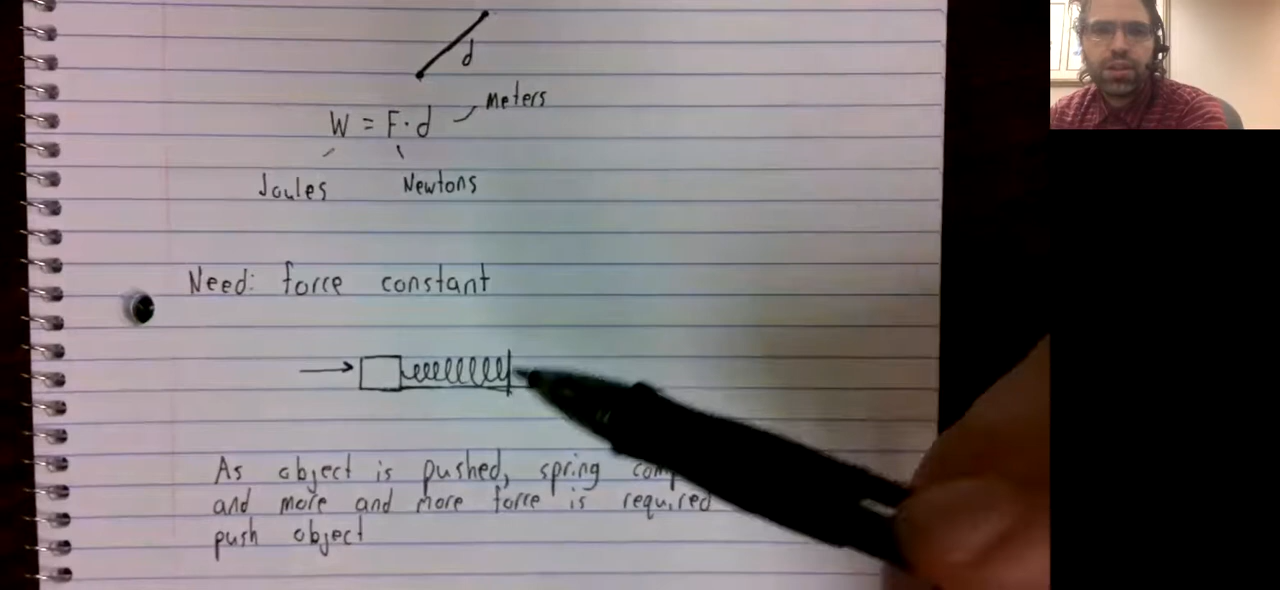 d
W = F · d
meters
Joules
Newtons
Need: force constant
As object is pushed, spring
and more and more force is required
push object